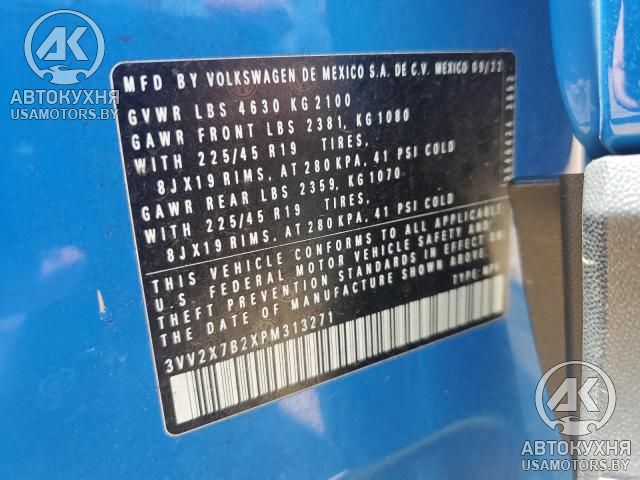 AK
АВТОКУХНЯ
USAMOTORS.BY
MFD BY VOLKSWAGEN DE MEXICO S.A. DE C.V. MEXICO 09/22
GVWR LBS 4630 KG 2100
GAWR FRONT LBS 2381, KG 1080
WITH 225/45 R19 TIRES,
8JX19 RIMS, AT 280 KPA, 41 PSI COLD
GAWR REAR LBS 2359, KG 1070
WITH 225/45 R19 TIRES,
8JX19 RIMS, AT 280 KPA, 41 PSI COLD
THIS VEHICLE CONFORMS TO ALL APPLICABLE
U.S FEDERAL MOTOR VEHICLE SAFETY AND
THEFT PREVENTION STANDARDS IN EFFECT ON
THE DATE OF MANUFACTURE SHOWN ABOVE.
TYPE: MPV
3VV2X7B2XPM313271
AK
АВТОКУХНЯ
USAMOTORS.BY